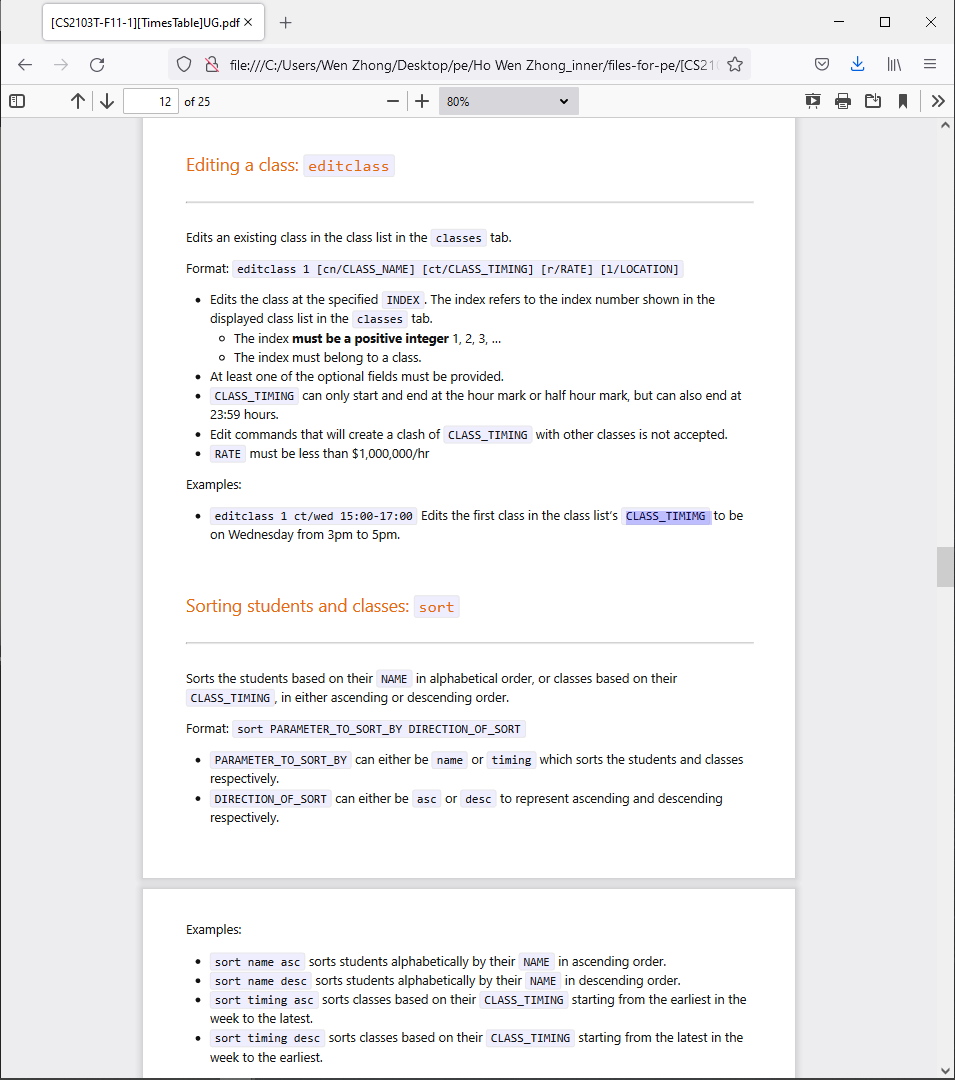 [CS2103T-F11-1][TimesTable]UG.pdf
file:///C:/Users/Wen Zhong/Desktop/pe/Ho Wen Zhong_inner/files-for-pe/[CS210
12 of 25
80%
Editing a class: editclass
Edits an existing class in the class list in the classes tab.
Format: editclass 1 [cn/CLASS_NAME] [ct/CLASS_TIMING] [r/RATE] [l/LOCATION]
• Edits the class at the specified INDEX. The index refers to the index number shown in the
displayed class list in the classes tab.
◦ The index must be a positive integer 1, 2, 3, …
◦ The index must belong to a class.
• At least one of the optional fields must be provided.
• CLASS_TIMING can only start and end at the hour mark or half hour mark, but can also end at
23:59 hours.
• Edit commands that will create a clash of CLASS_TIMING with other classes is not accepted.
• RATE must be less than $1,000,000/hr
Examples:
• editclass 1 ct/wed 15:00-17:00 Edits the first class in the class list's CLASS_TIMIMG to be
on Wednesday from 3pm to 5pm.
Sorting students and classes: sort
Sorts the students based on their NAME in alphabetical order, or classes based on their
CLASS_TIMING, in either ascending or descending order.
Format: sort PARAMETER_TO_SORT_BY DIRECTION_OF_SORT
• PARAMETER_TO_SORT_BY can either be name or timing which sorts the students and classes
respectively.
• DIRECTION_OF_SORT can either be asc or desc to represent ascending and descending
respectively.
Examples:
• sort name asc sorts students alphabetically by their NAME in ascending order.
• sort name desc sorts students alphabetically by their NAME in descending order.
• sort timing asc sorts classes based on their CLASS_TIMING starting from the earliest in the
week to the latest.
• sort timing desc sorts classes based on their CLASS_TIMING starting from the latest in the
week to the earliest.